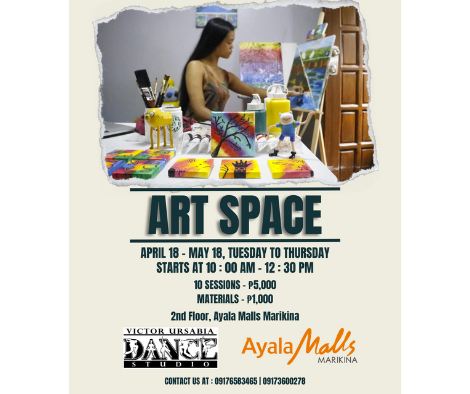 ART SPACE
APRIL 18 - MAY 18, TUESDAY TO THURSDAY
STARTS AT 10 : 00 AM - 12 : 30 PM
10 SESSIONS - ₱5,000
MATERIALS - ₱1,000
2nd Floor, Ayala Malls Marikina
VICTOR URSABIA
DANCE
STUDIO
Ayala Malls
MARIKINA
CONTACT US AT : 09176583465 | 09173600278